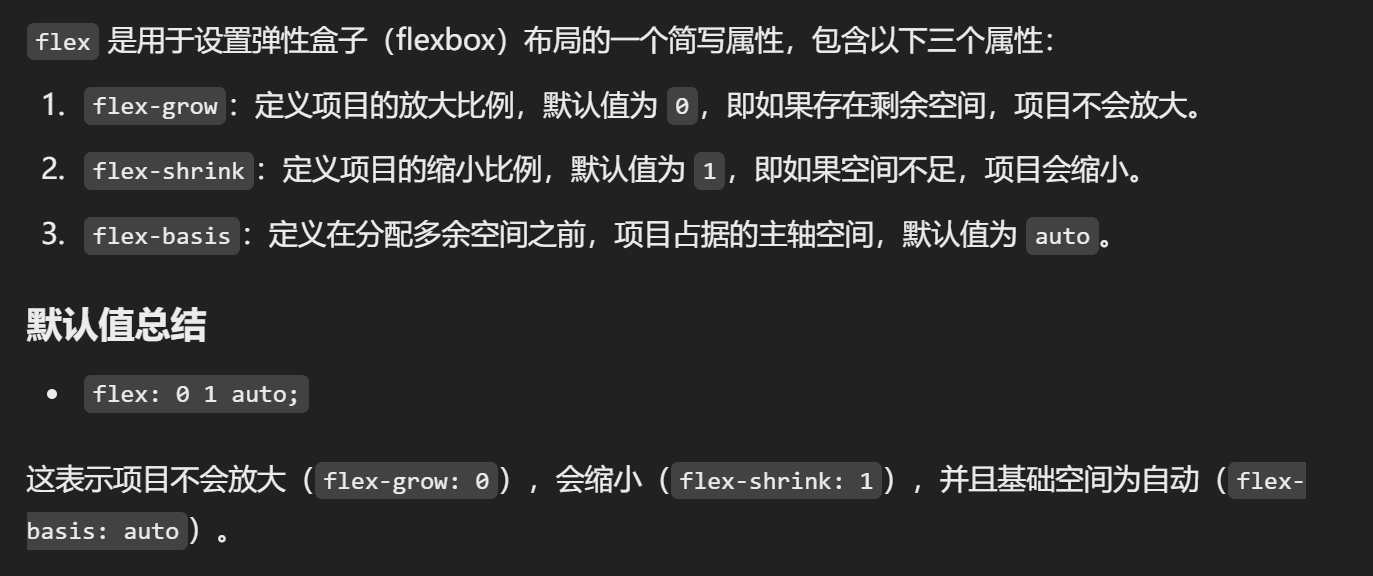 flex 是用于设置弹性盒子（flexbox）布局的一个简写属性，包含以下三个属性：
1. flex-grow：定义项目的放大比例，默认值为 0，即如果存在剩余空间，项目不会放大。
2. flex-shrink：定义项目的缩小比例，默认值为 1，即如果空间不足，项目会缩小。
3. flex-basis：定义在分配多余空间之前，项目占据的主轴空间，默认值为 auto。
默认值总结
• flex: 0 1 auto;
这表示项目不会放大（flex-grow: 0），会缩小（flex-shrink: 1），并且基础空间为自动（flex-
basis: auto）。